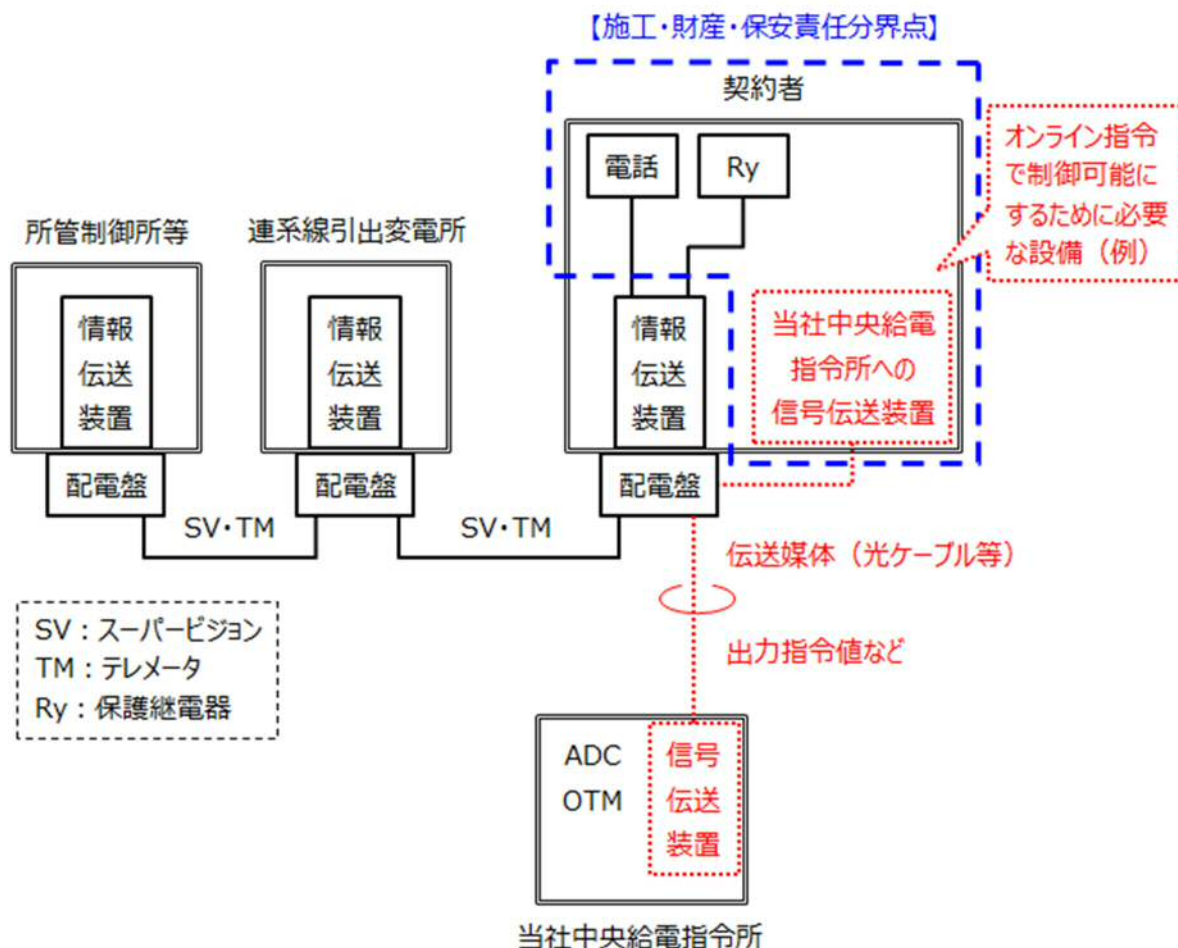 【施工・財産・保安責任分界点】
契約者
電話
Ry
オンライン指令
で制御可能に
するために必要
な設備（例）
所管制御所等
連系線引出変電所
情報
伝送
装置
情報
伝送
装置
情報
伝送
装置
当社中央給電
指令所への
信号伝送装置
配電盤
配電盤
配電盤
SV・TM
SV・TM
伝送媒体（光ケーブル等）
出力指令値など
SV：スーパービジョン
TM：テレメータ
Ry：保護継電器
ADC
OTM
信号
伝送
装置
当社中央給電指令所